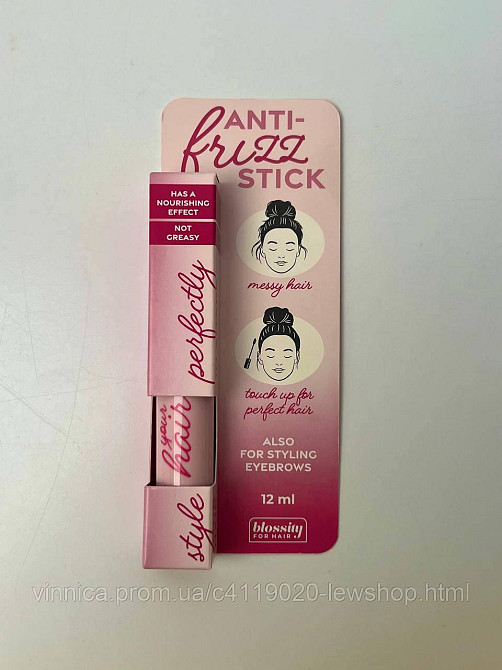 ANTI-
frizz
STICK
HAS A
NOURISHING
EFFECT
NOT
GREASY
style your hair perfectly
messy hair
touch up for
perfect hair
ALSO
FOR STYLING
EYEBROWS
12 ml
blossity
FOR HAIR
vinnica.prom.ua/c4119020-lewshop.html